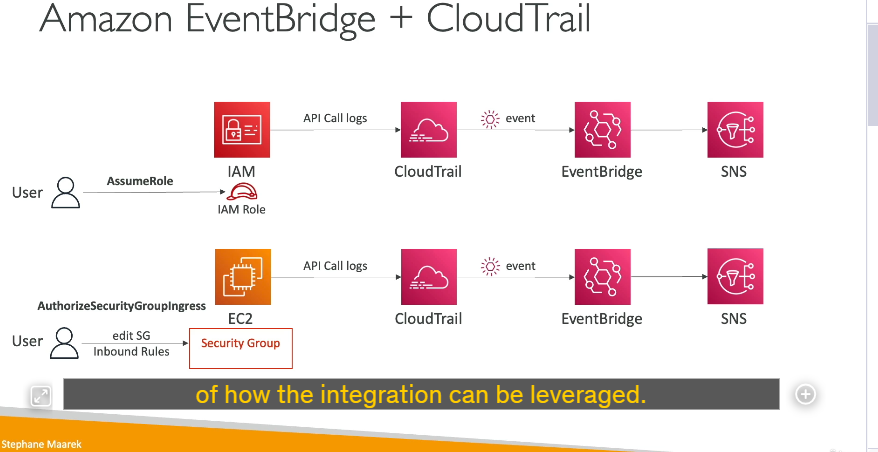 Amazon EventBridge + CloudTrail
API Call logs
event
IAM
CloudTrail
EventBridge
SNS
User
AssumeRole
IAM Role
API Call logs
event
AuthorizeSecurityGroupIngress
EC2
CloudTrail
EventBridge
SNS
User
edit SG
Inbound Rules
Security Group
of how the integration can be leveraged.
Stephane Maarek